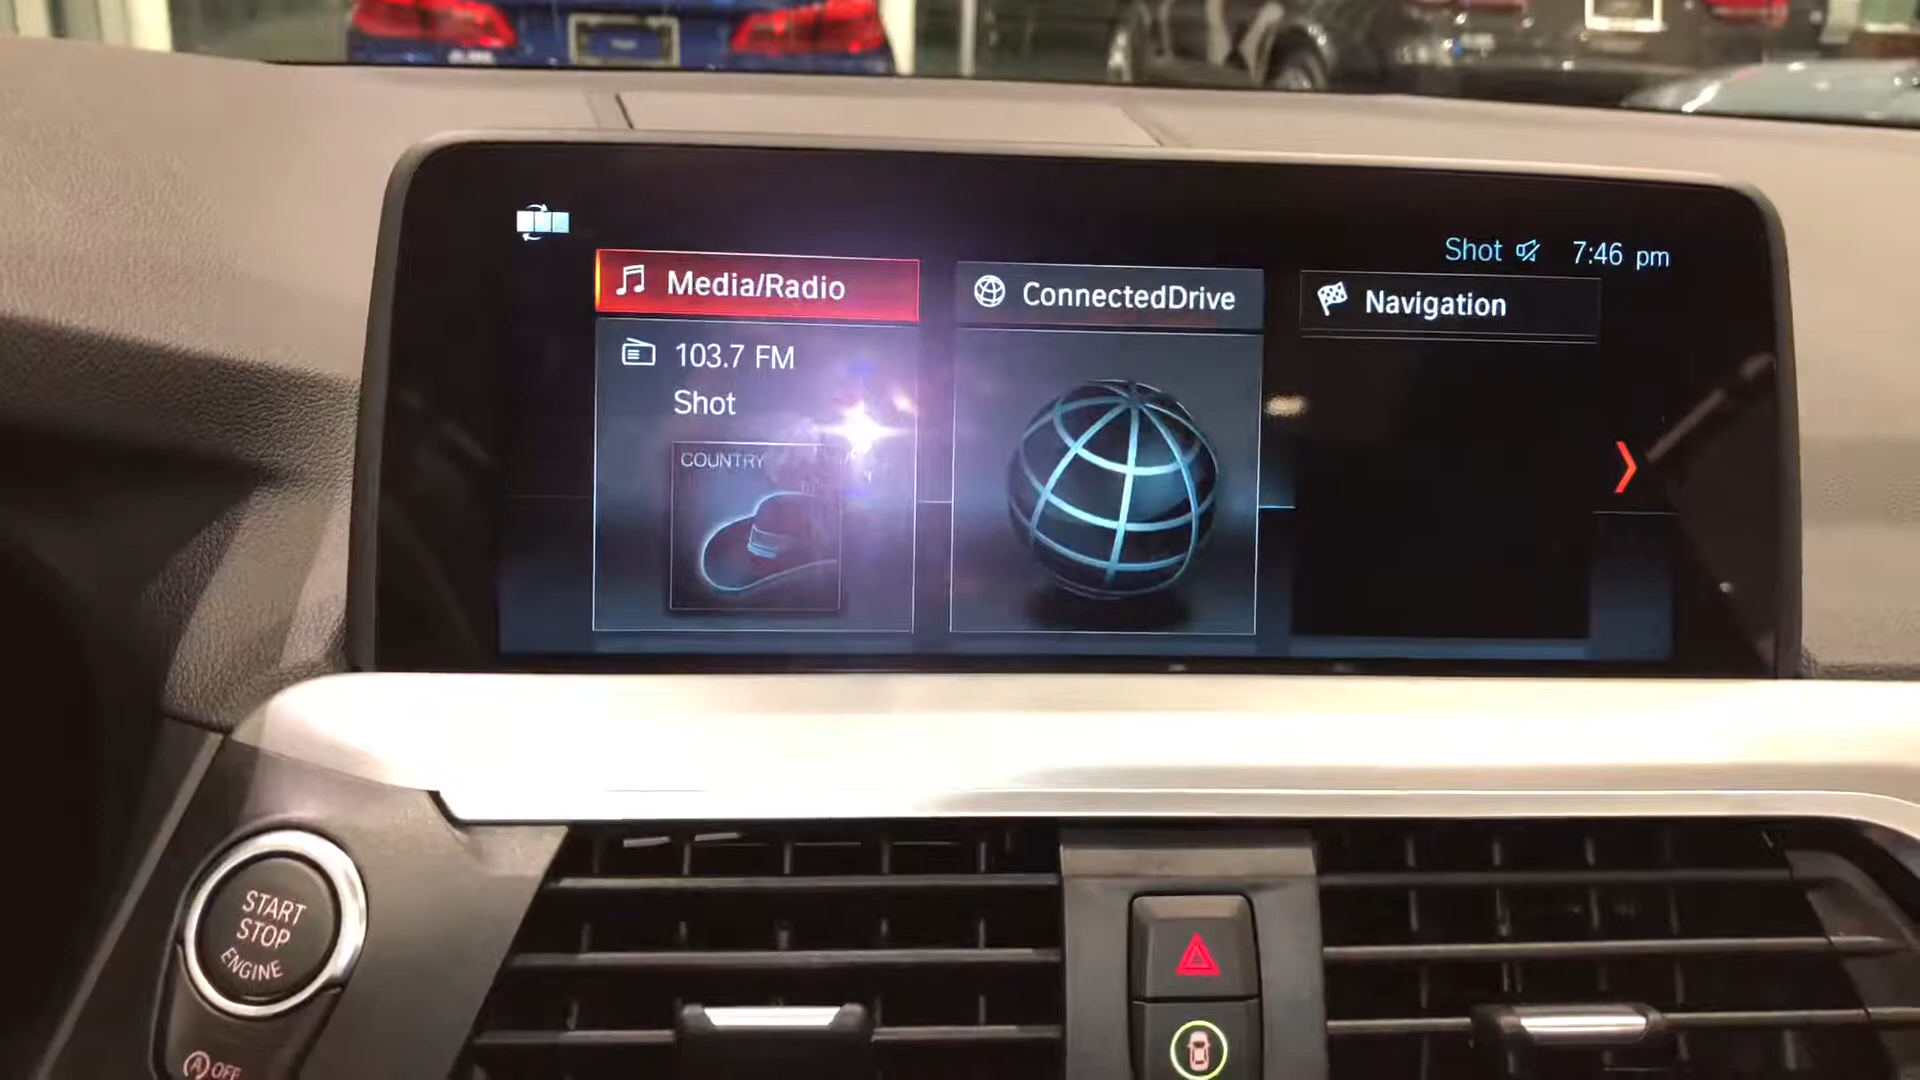 Shot 7:46 pm
Media/Radio
ConnectedDrive
Navigation
103.7 FM
Shot
COUNTRY
START
STOP
ENGINE
A OFF